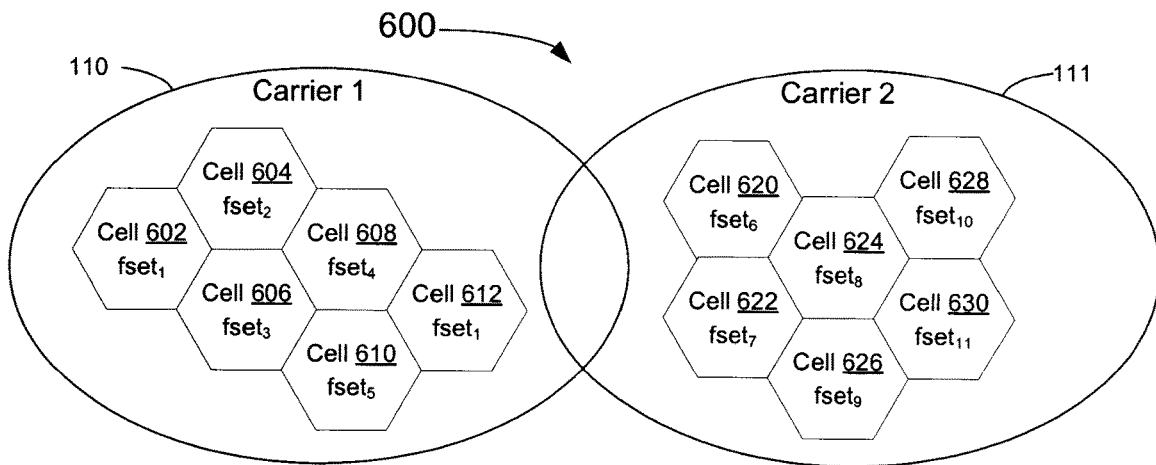 600
110
111
Carrier 1
Carrier 2
Cell 604
fset₂
Cell 602
fset₁
Cell 608
fset₄
Cell 606
fset₃
Cell 612
fset₁
Cell 610
fset₅
Cell 620
fset₆
Cell 628
fset₁₀
Cell 624
fset₈
Cell 622
fset₇
Cell 630
fset₁₁
Cell 626
fset₉